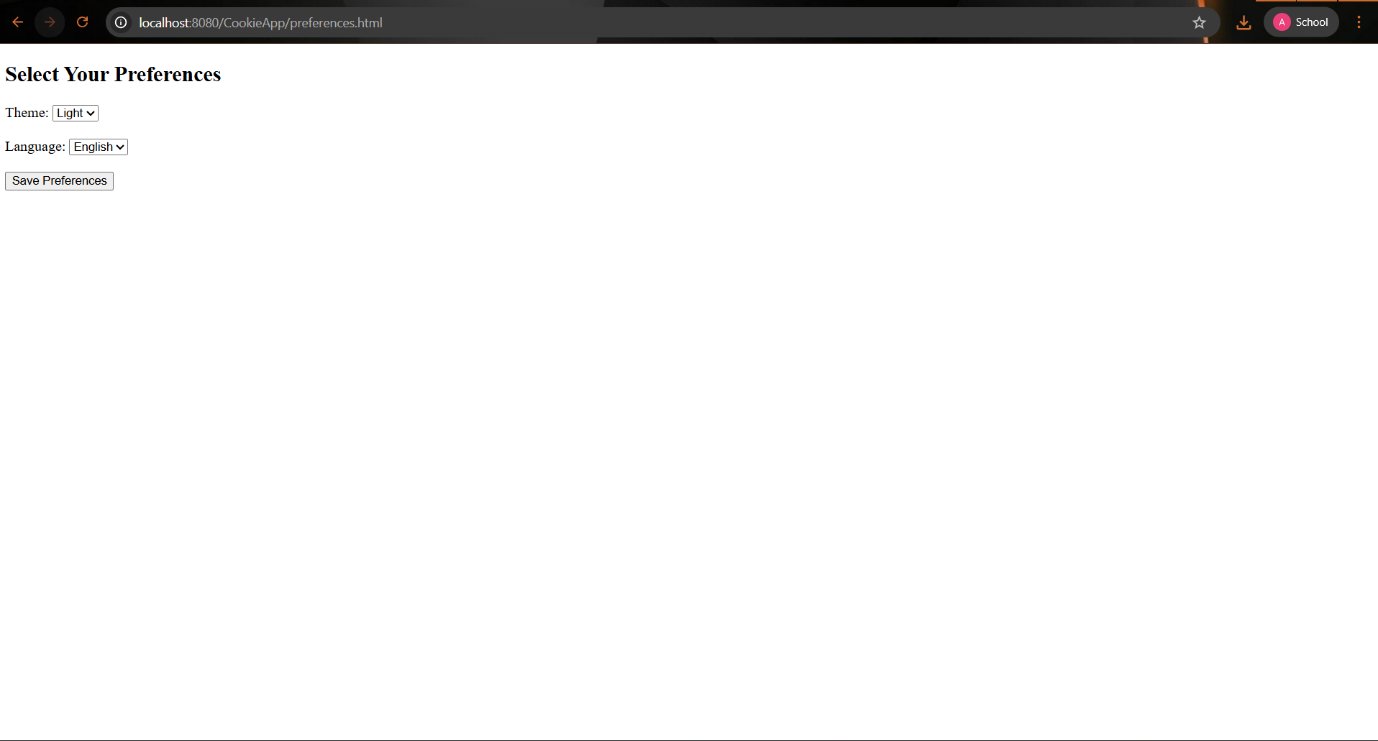 localhost:8080/CookieApp/preferences.html
A School
Select Your Preferences
Theme: Light
Language: English
Save Preferences